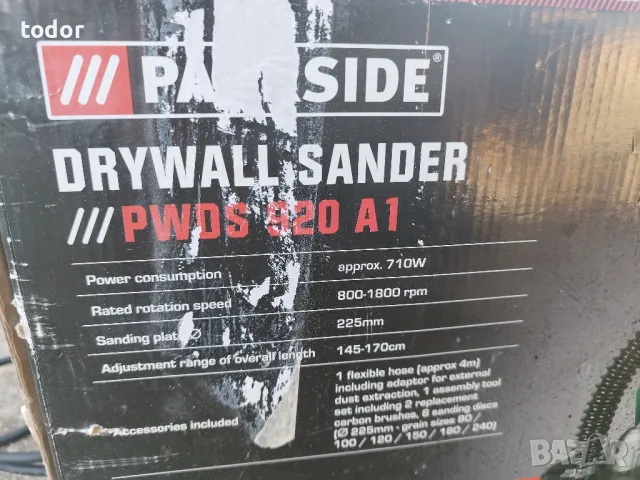 todor
SIDE®
DRYWALL SANDER
/// PWDS 920 A1
Power consumption approx. 710W
Rated rotation speed 800-1800 rpm
Sanding plate Ø 225mm
Adjustment range of overall length 145-170cm
Accessories included
1 flexible hose (approx 4m)
including adaptor for external
dust extraction, 1 assembly tool
set including 2 replacement
carbon brushes, 6 sanding discs
(Ø 225mm - grain sizes 80 /
100 / 120 / 150 / 180 / 240)
BAZAR